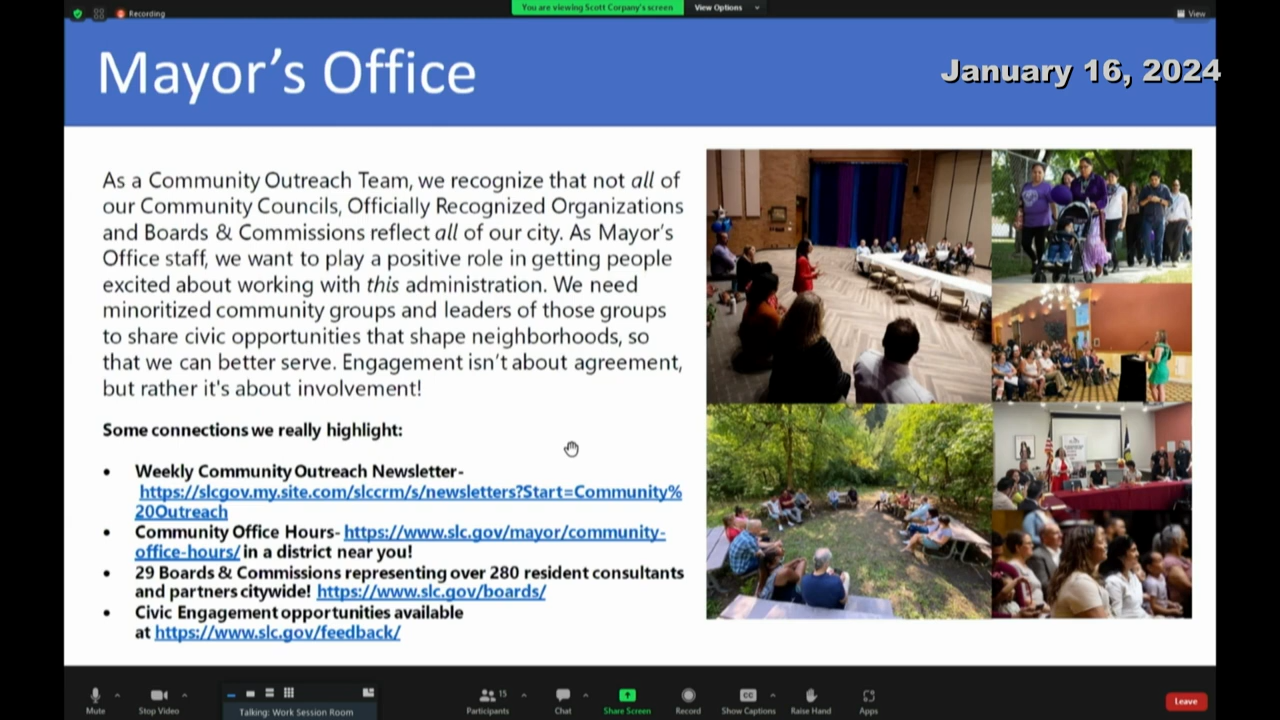 Recording
You are viewing Scott Corpany's screen
View Options
View
Mayor's Office
January 16, 2024
As a Community Outreach Team, we recognize that not all of
our Community Councils, Officially Recognized Organizations
and Boards & Commissions reflect all of our city. As Mayor's
Office staff, we want to play a positive role in getting people
excited about working with this administration. We need
minoritized community groups and leaders of those groups
to share civic opportunities that shape neighborhoods, so
that we can better serve. Engagement isn't about agreement,
but rather it's about involvement!
Some connections we really highlight:
• Weekly Community Outreach Newsletter-
https://slcgov.my.site.com/slccrm/s/newsletters?Start=Community%
20Outreach
• Community Office Hours- https://www.slc.gov/mayor/community-
office-hours/ in a district near you!
• 29 Boards & Commissions representing over 280 resident consultants
and partners citywide! https://www.slc.gov/boards/
• Civic Engagement opportunities available
at https://www.slc.gov/feedback/
Mute
Stop Video
Talking: Work Session Room
15
Participants
Chat
Share Screen
Record
CC
Show Captions
Raise Hand
Apps
Leave